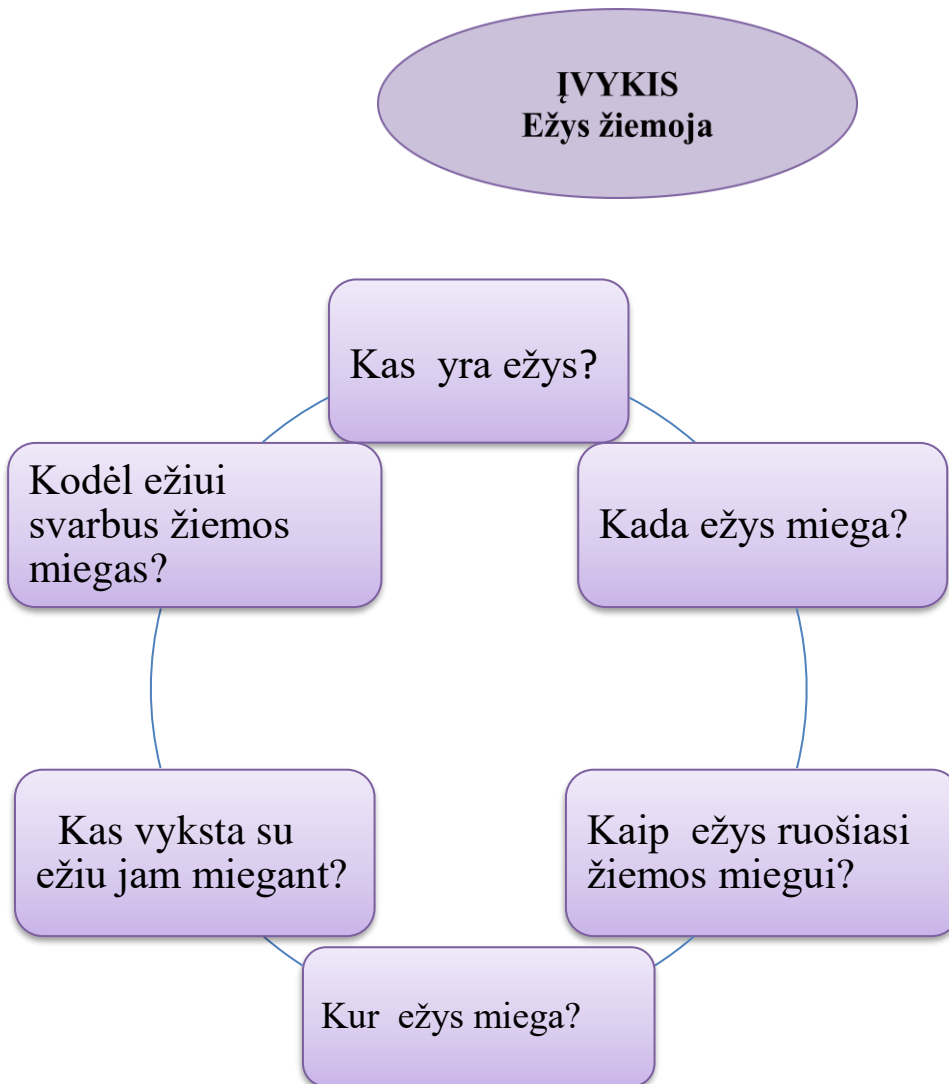 ĮVYKIS
Ežys žiemoja
Kas  yra ežys?
Kada ežys miega?
Kaip  ežys ruošiasi
žiemos miegui?
Kur  ežys miega?
Kas vyksta su
ežiu jam miegant?
Kodėl ežiui
svarbus žiemos
miegas?